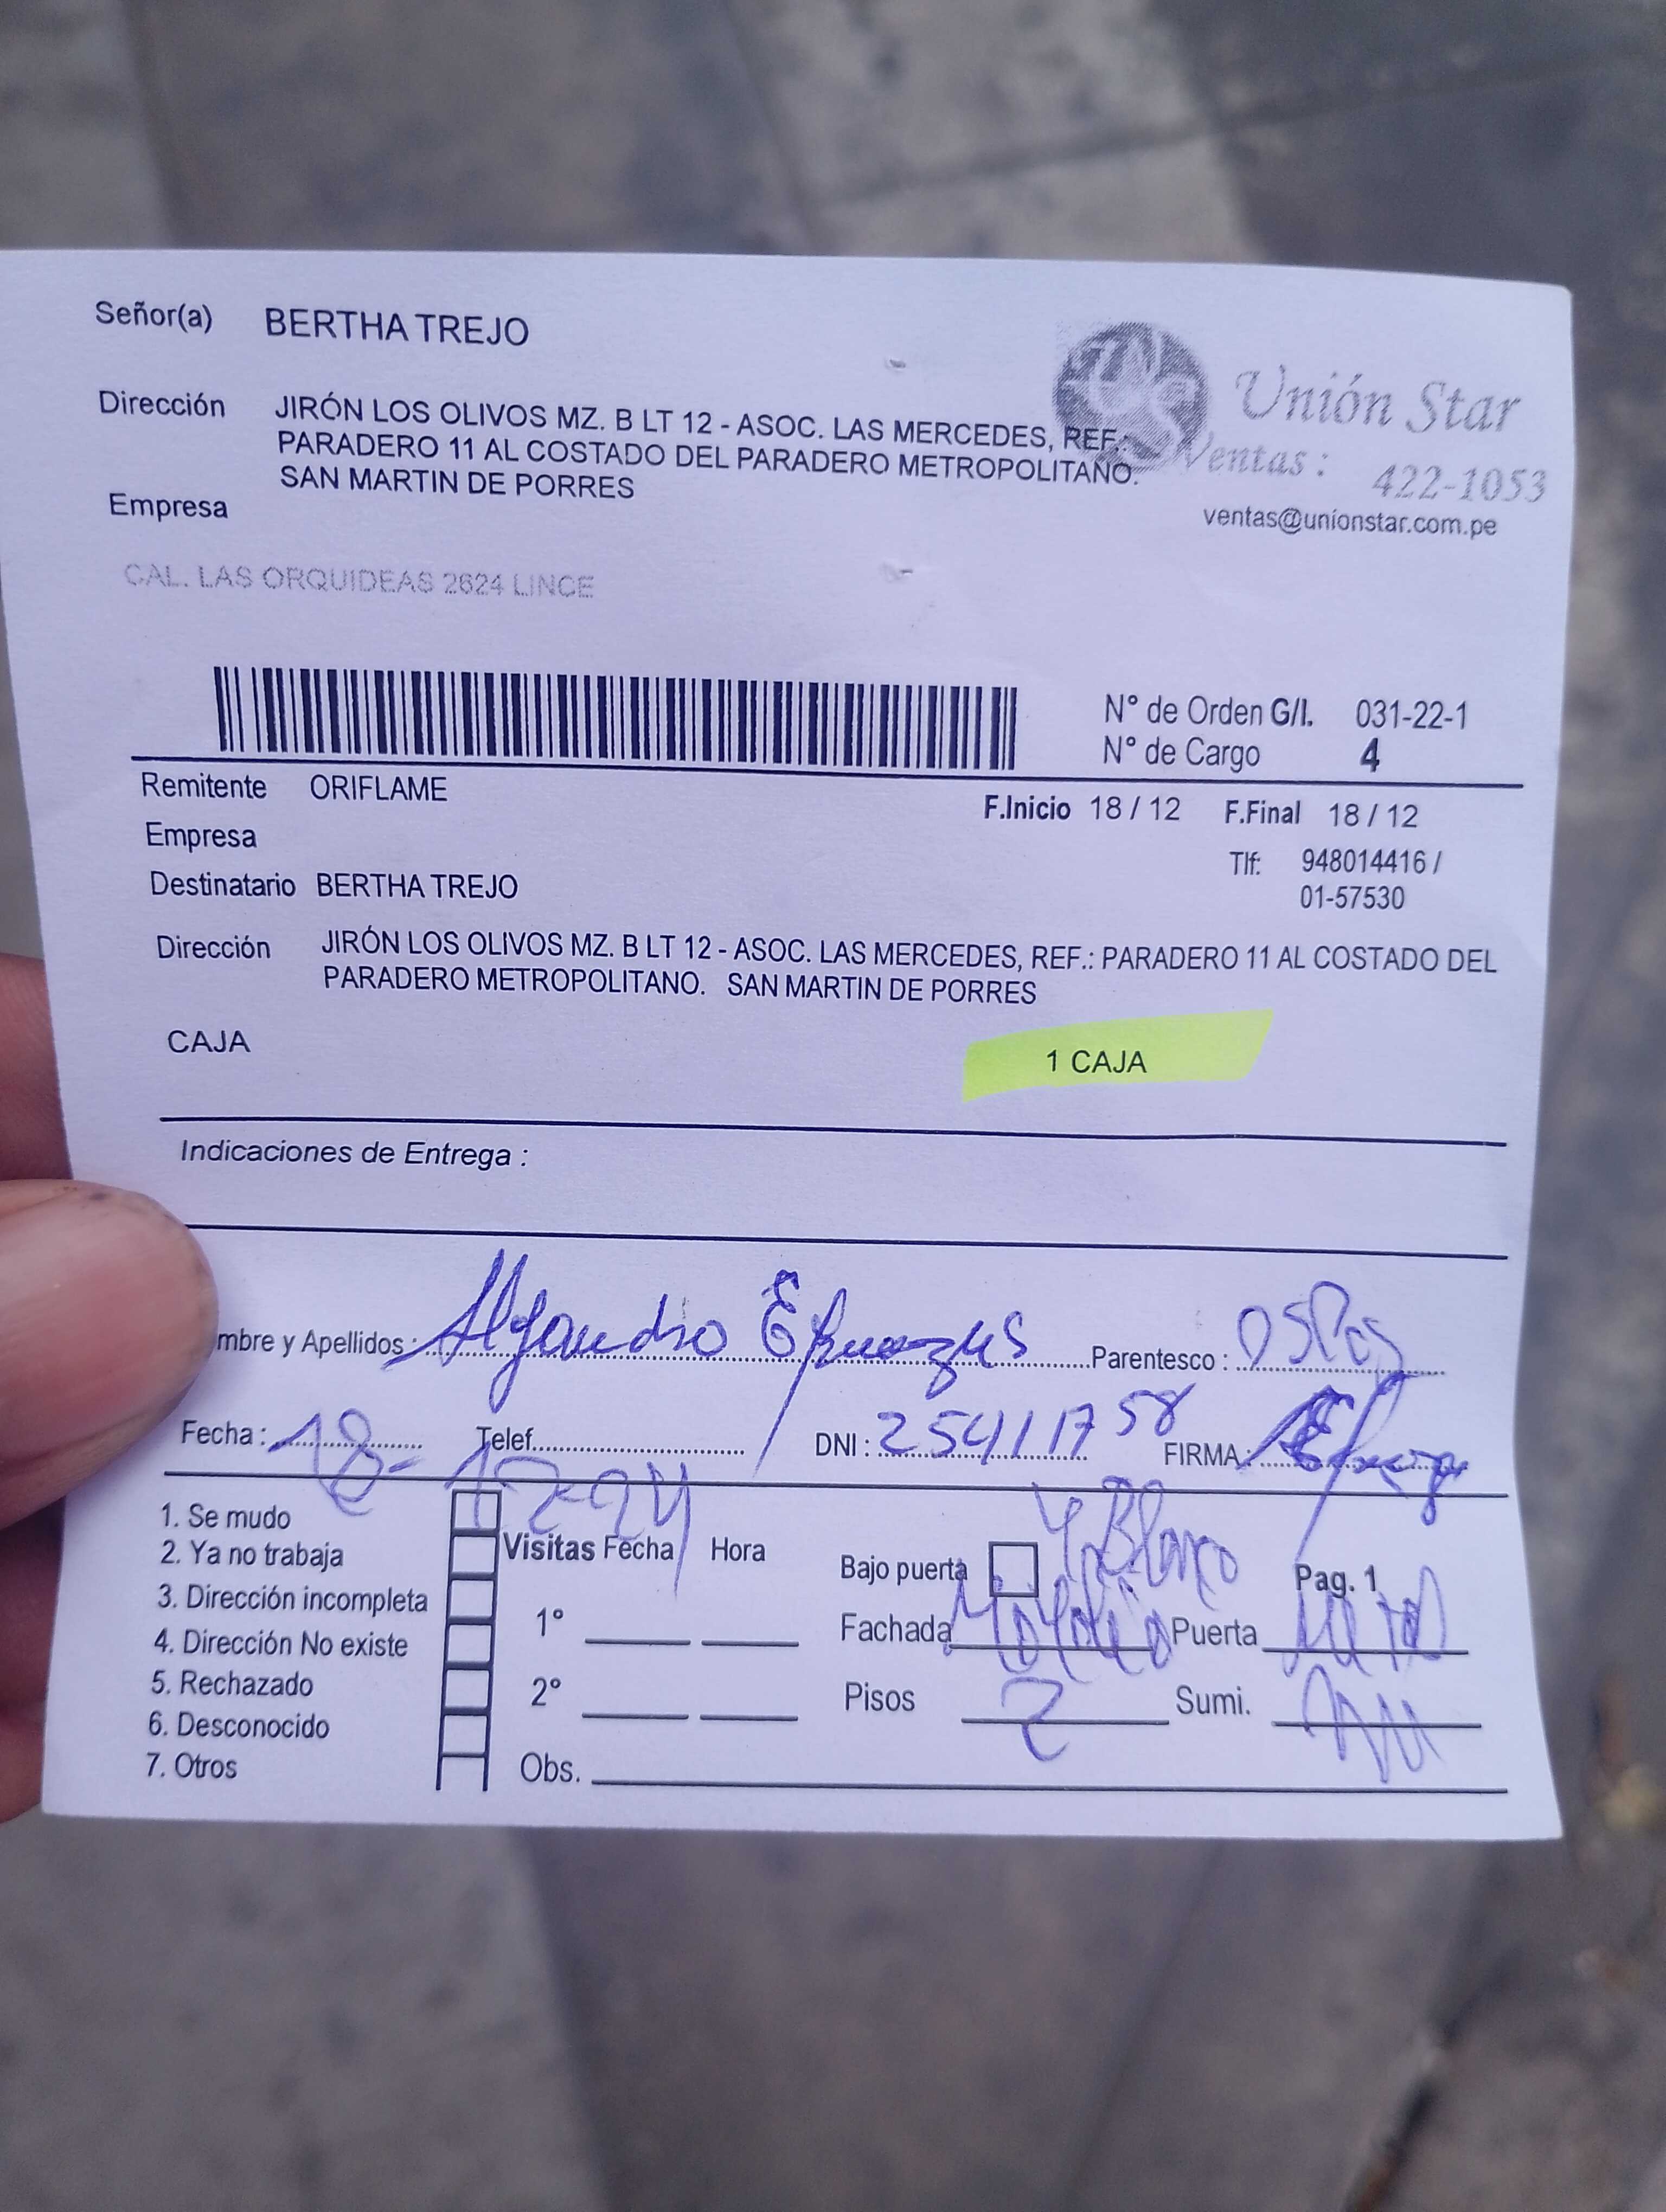 Señor(a) BERTHA TREJO
Dirección JIRÓN LOS OLIVOS MZ. B LT 12 - ASOC. LAS MERCEDES, REF.:
PARADERO 11 AL COSTADO DEL PARADERO METROPOLITANO.
SAN MARTIN DE PORRES
Empresa
Unión Star
Ventas : 422-1053
ventas@unionstar.com.pe
CAL. LAS ORQUIDEAS 2624 LINCE
N° de Orden G/I. 031-22-1
N° de Cargo 4
Remitente ORIFLAME
F.Inicio 18 / 12 F.Final 18 / 12
Empresa
Tlf: 948014416 /
01-57530
Destinatario BERTHA TREJO
Dirección JIRÓN LOS OLIVOS MZ. B LT 12 - ASOC. LAS MERCEDES, REF.: PARADERO 11 AL COSTADO DEL
PARADERO METROPOLITANO. SAN MARTIN DE PORRES
CAJA 1 CAJA
Indicaciones de Entrega :
mbre y Apellidos : Parentesco :
Fecha : 18- 12-24 Telef. DNI : 25411758 FIRMA :
1. Se mudo
2. Ya no trabaja
3. Dirección incompleta
4. Dirección No existe
5. Rechazado
6. Desconocido
7. Otros
Visitas Fecha Hora
1°
2°
Obs.
Bajo puerta Y Blanco Pag. 1
Fachada Puerta
Pisos 2 Sumi.